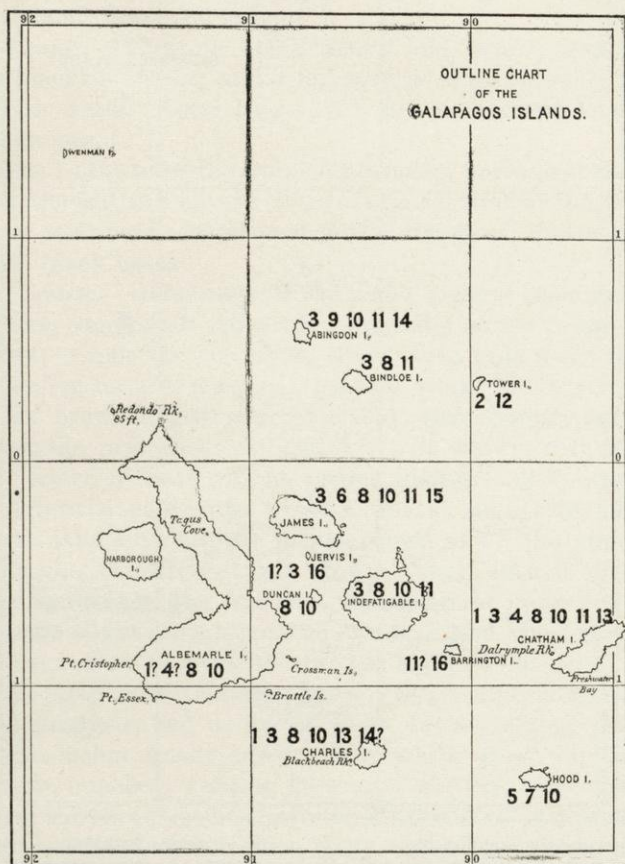 92 91 90
OUTLINE CHART
OF THE
GALAPAGOS ISLANDS.
WENMAN I.
1 1
3 9 10 11 14
ABINGDON I.
3 8 11
BINDLOE I.
TOWER I.
2 12
Redondo Rk.
85 ft.
0 0
3 6 8 10 11 15
JAMES I.
Tagus
Cove.
NARBOROUGH
I.
JERVIS I.
1? 3 16
DUNCAN I.
8 10
3 8 10 11
INDEFATIGABLE I.
1 3 4 8 10 11 13
CHATHAM I.
Dalrymple Rk.
Freshwater
Bay
ALBEMARLE I.
1? 4? 8 10
Pt. Cristopher
Pt. Essex.
Crossman Is.
Brattle Is.
11? 16
BARRINGTON I.
1 1
1 3 8 10 13 14?
CHARLES I.
Blackbeach Rk.
HOOD I.
5 7 10
92 91 90